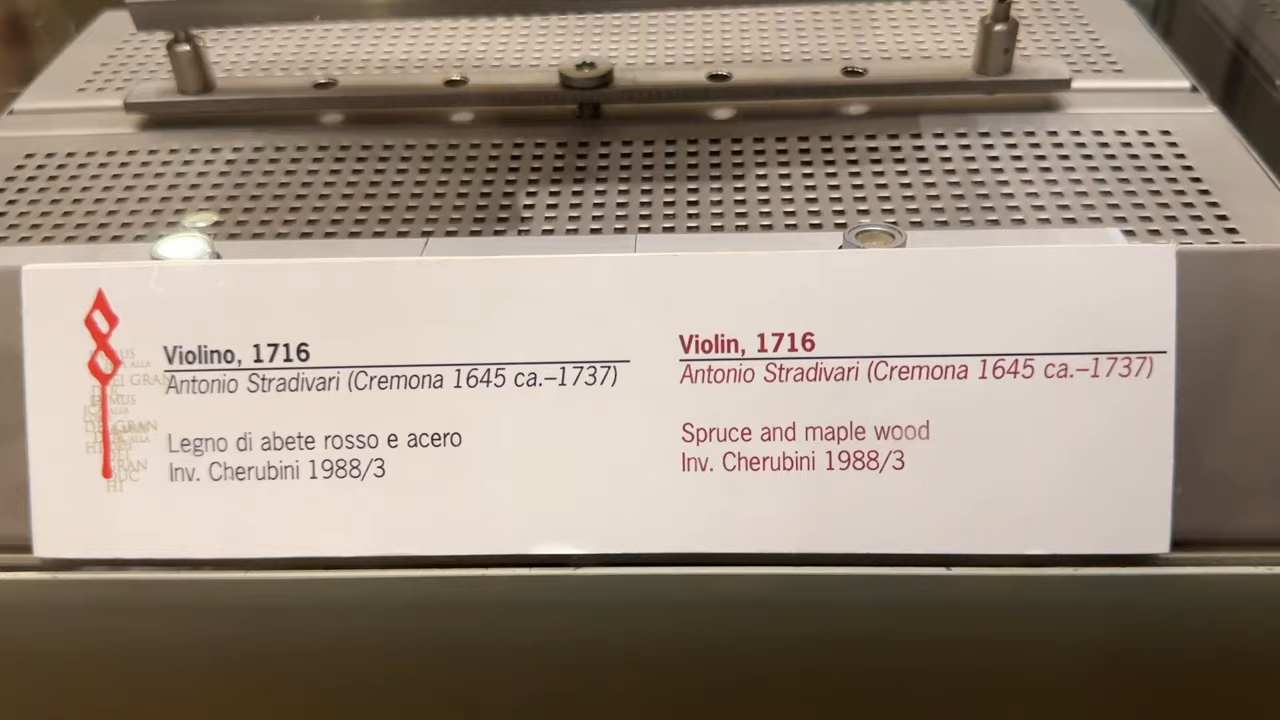 Violino, 1716
Antonio Stradivari (Cremona 1645 ca.–1737)
Legno di abete rosso e acero
Inv. Cherubini 1988/3
Violin, 1716
Antonio Stradivari (Cremona 1645 ca.–1737)
Spruce and maple wood
Inv. Cherubini 1988/3